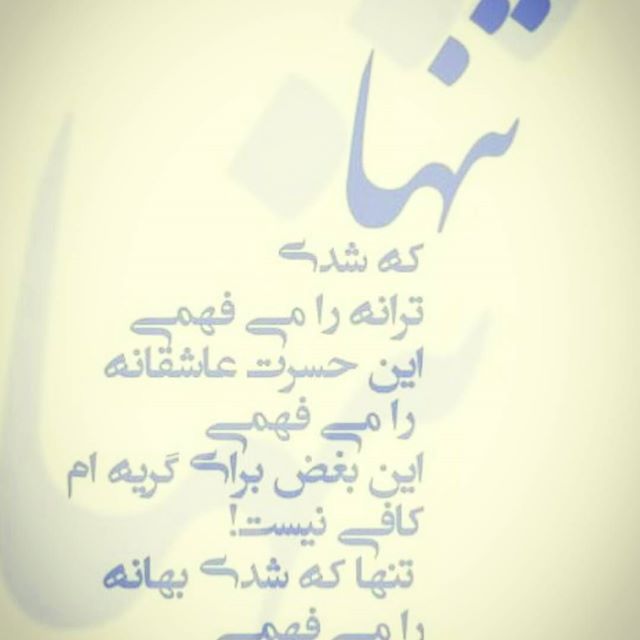 تنها
که شدی
ترانه را می فهمی
این حسرت عاشقانه
را می فهمی
این بغض برای گریه ام
کافی نیست!
تنها که شدی بهانه
را می فهمی